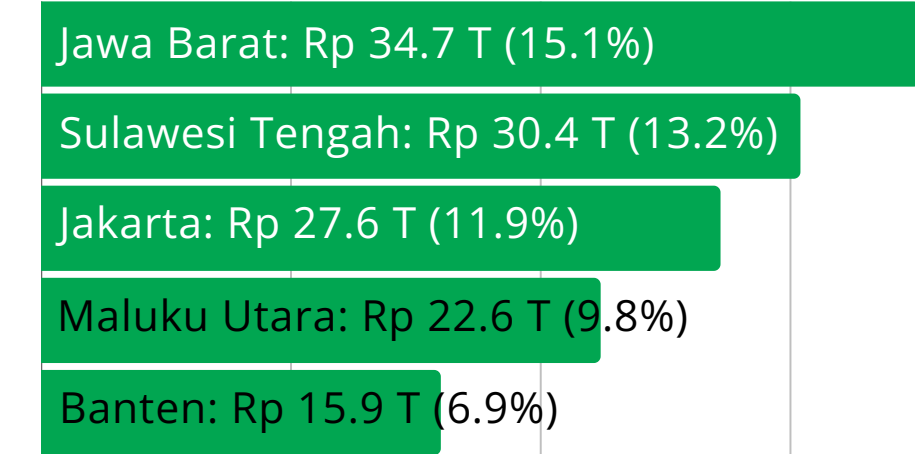 Jawa Barat: Rp 34.7 T (15.1%)
Sulawesi Tengah: Rp 30.4 T (13.2%)
Jakarta: Rp 27.6 T (11.9%)
Maluku Utara: Rp 22.6 T (9.8%)
Banten: Rp 15.9 T (6.9%)